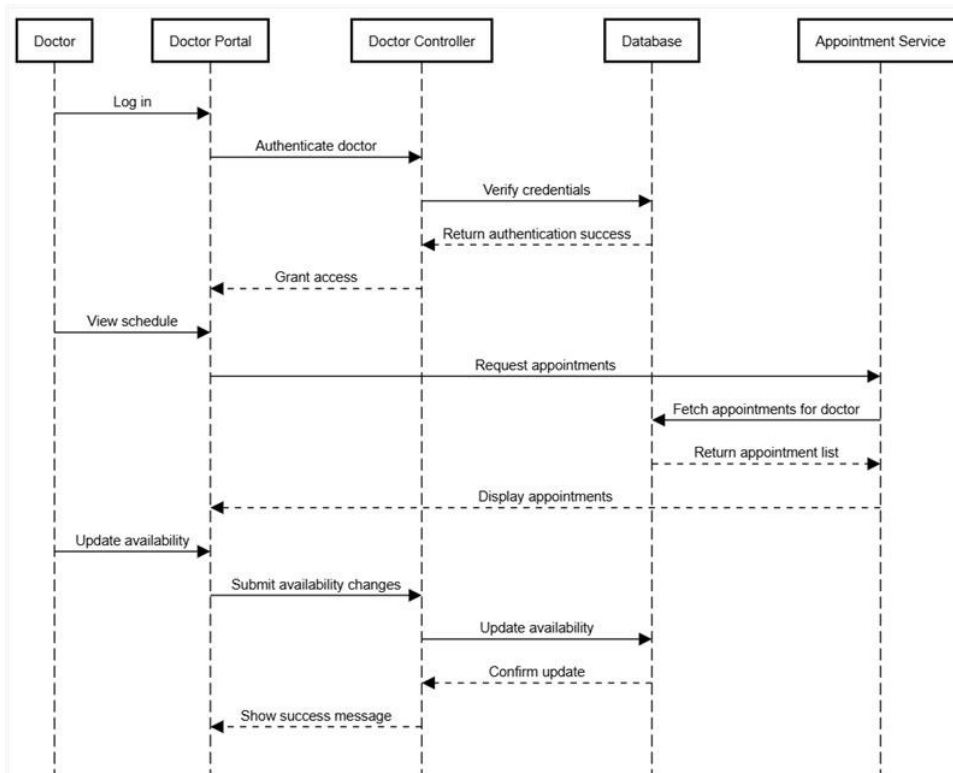 Doctor
Doctor Portal
Doctor Controller
Database
Appointment Service
Log in
Authenticate doctor
Verify credentials
Return authentication success
Grant access
View schedule
Request appointments
Fetch appointments for doctor
Return appointment list
Display appointments
Update availability
Submit availability changes
Update availability
Confirm update
Show success message